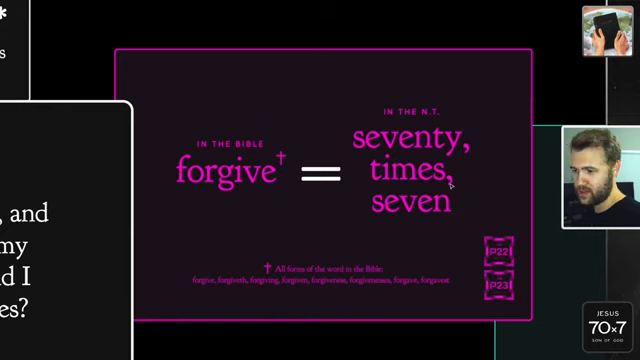 *
s
, and
my
d I
es?
IN THE BIBLE
forgive†
=
IN THE N.T.
seventy,
times,
seven
† All forms of the word in the Bible:
forgive, forgiveth, forgiving, forgiven, forgiveness, forgivenesses, forgave, forgavest
P22
P23
JESUS
70×7
SON OF GOD